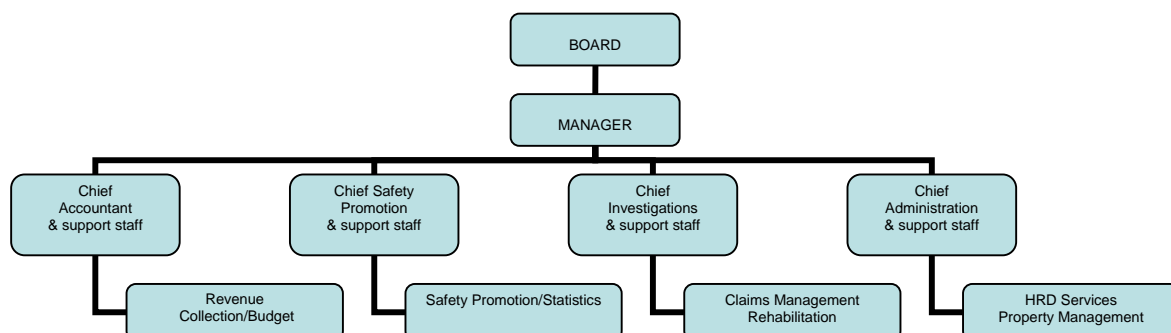 BOARD
MANAGER
Chief
Accountant
& support staff
Chief Safety
Promotion
& support staff
Chief
Investigations
& support staff
Chief
Administration
& support staff
Revenue
Collection/Budget
Safety Promotion/Statistics
Claims Management
Rehabilitation
HRD Services
Property Management